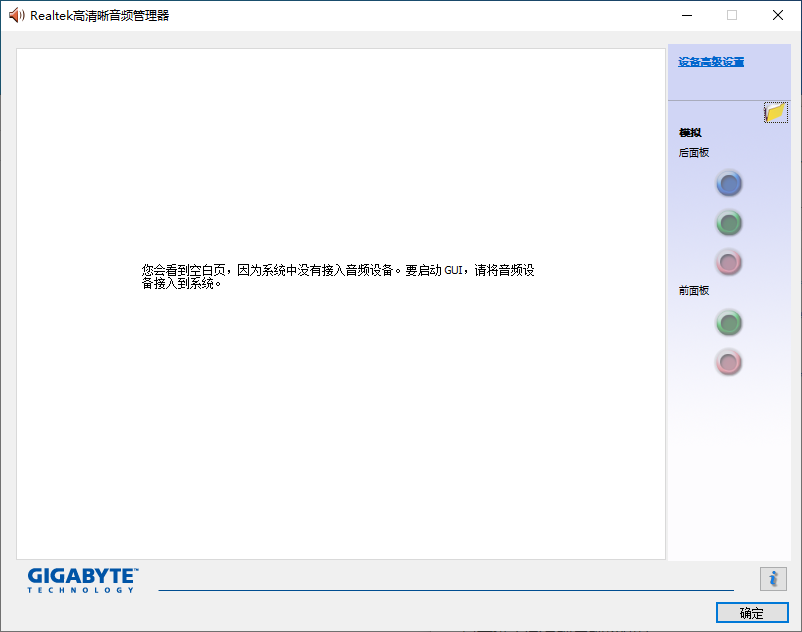 Realtek高清晰音频管理器
设备高级设置
模拟
后面板
您会看到空白页，因为系统中没有接入音频设备。要启动 GUI，请将音频设
备接入到系统。
前面板
GIGABYTE™
TECHNOLOGY
i
确定